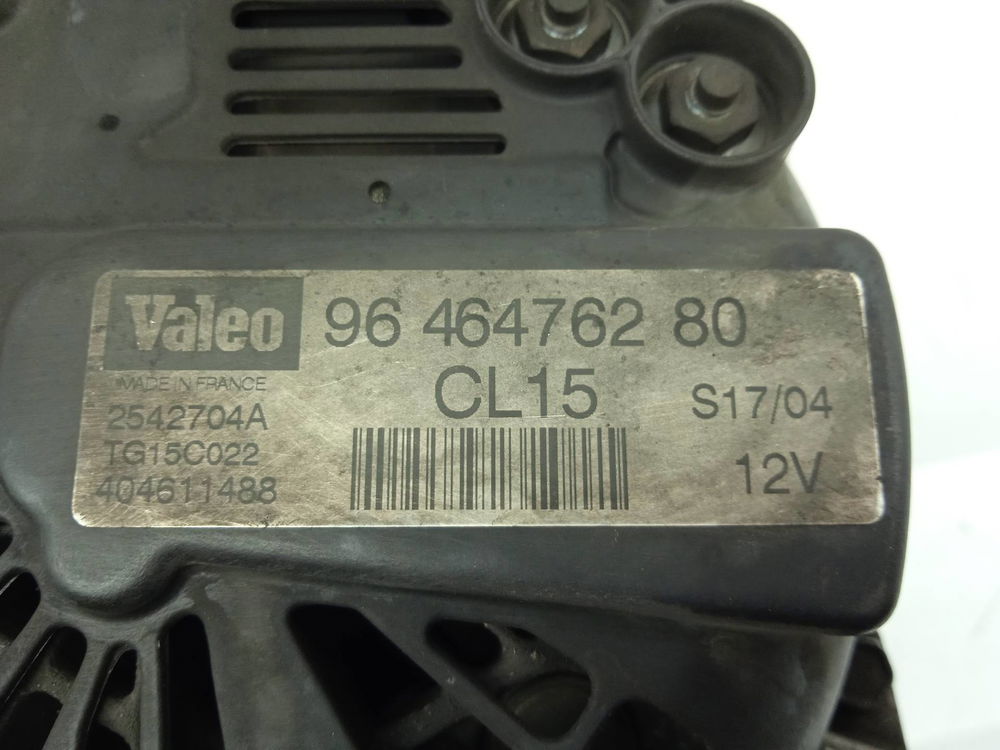 Valeo
96 464762 80
MADE IN FRANCE
CL15
2542704A
S17/04
TG15C022
12V
404611488